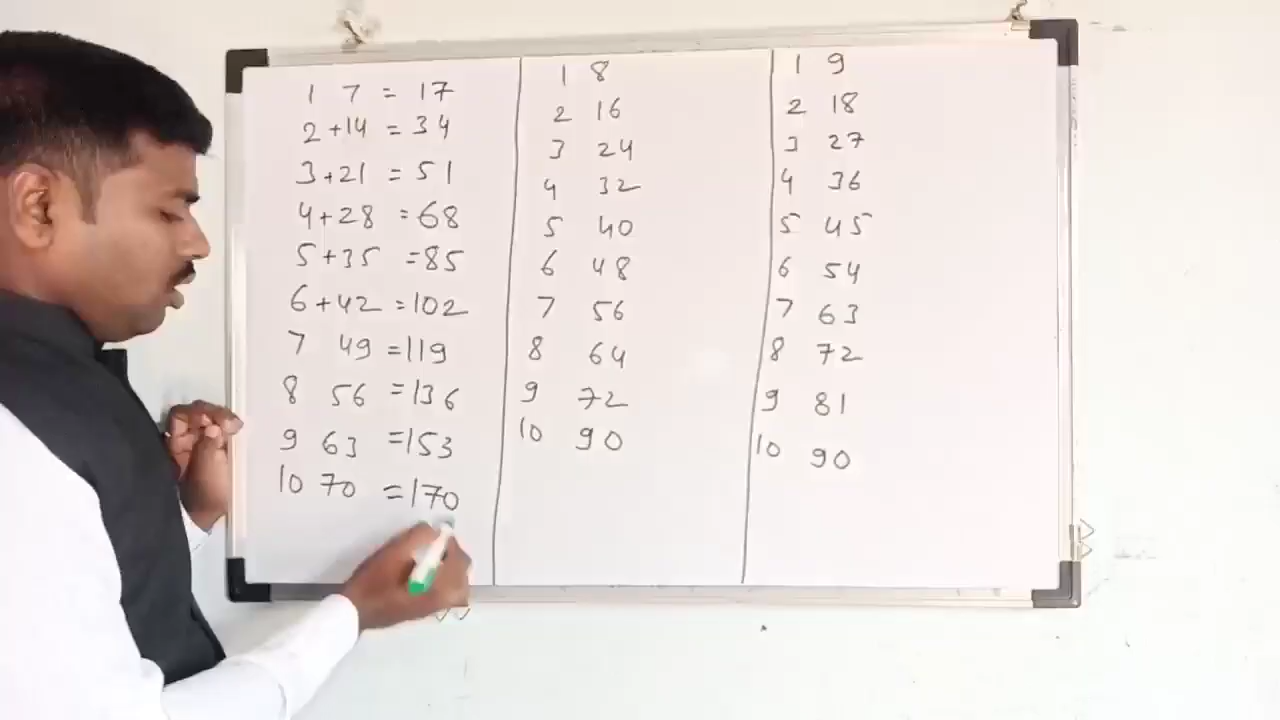 1 7 = 17
2 +14 = 34
3+21 = 51
4+28 = 68
5+35 =85
6+42 =102
7 49 =119
8 56 =136
9 63 =153
10 70 =170
1 8
2 16
3 24
4 32
5 40
6 48
7 56
8 64
9 72
10 90
1 9
2 18
3 27
4 36
5 45
6 54
7 63
8 72
9 81
10 90